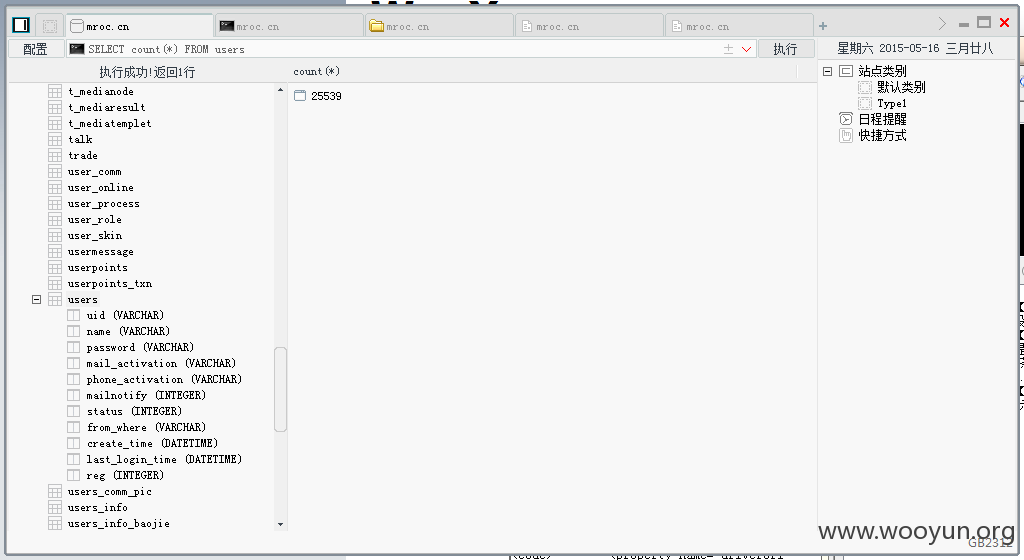 mroc.cn
mroc.cn
mroc.cn
mroc.cn
mroc.cn
配置
SELECT count(*) FROM users
执行
星期六 2015-05-16 三月廿八
执行成功!返回1行
count(*)
25539
t_medianode
t_mediaresult
t_mediatemplet
talk
trade
user_comm
user_online
user_process
user_role
user_skin
usermessage
userpoints
userpoints_txn
users
uid (VARCHAR)
name (VARCHAR)
password (VARCHAR)
mail_activation (VARCHAR)
phone_activation (VARCHAR)
mailnotify (INTEGER)
status (INTEGER)
from_where (VARCHAR)
create_time (DATETIME)
last_login_time (DATETIME)
reg (INTEGER)
users_comm_pic
users_info
users_info_baojie
站点类别
默认类别
Type1
日程提醒
快捷方式
www.wooyun.org
GB2312